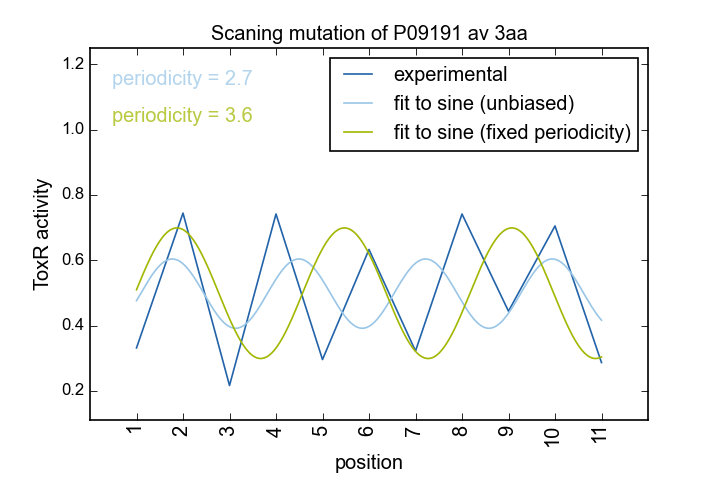 Scaning mutation of P09191 av 3aa
periodicity = 2.7
periodicity = 3.6
experimental
fit to sine (unbiased)
fit to sine (fixed periodicity)
ToxR activity
1.2
1.0
0.8
0.6
0.4
0.2
1 2 3 4 5 6 7 8 9 10 11
position